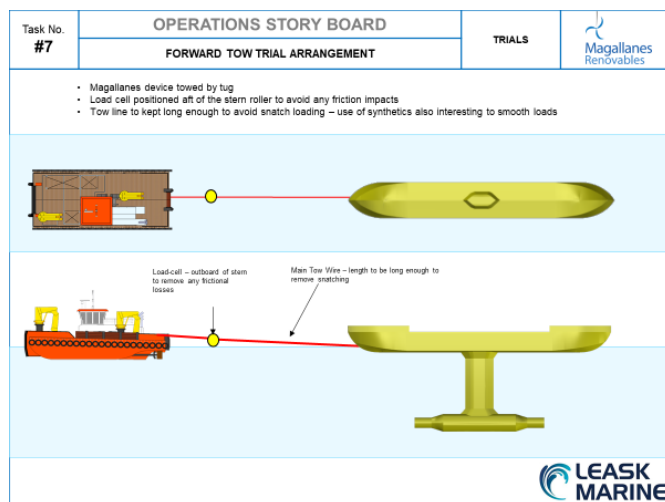 Task No.
#7
OPERATIONS STORY BOARD
FORWARD TOW TRIAL ARRANGEMENT
TRIALS
Magallanes
Renovables
• Magallanes device towed by tug
• Load cell positioned aft of the stern roller to avoid any friction impacts
• Tow line to kept long enough to avoid snatch loading – use of synthetics also interesting to smooth loads
Load-cell – outboard of stern
to remove any frictional
losses
Main Tow Wire – length to be long enough to
remove snatching
LEASK
MARINE